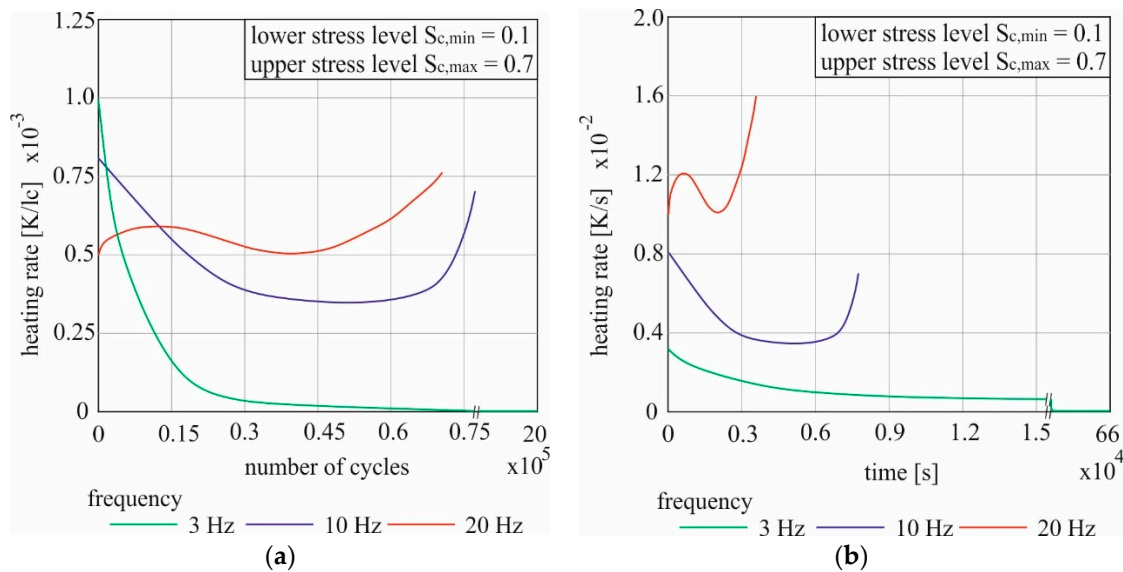 1.25
lower stress level Sc,min = 0.1
upper stress level Sc,max = 0.7
1.0
0.75
0.5
0.25
0
heating rate [K/lc] x10-3
0 0.15 0.3 0.45 0.6 0.75 20
number of cycles x105
frequency
3 Hz 10 Hz 20 Hz
(a)
2.0
lower stress level Sc,min = 0.1
upper stress level Sc,max = 0.7
1.6
1.2
0.8
0.4
0
heating rate [K/s] x10-2
0 0.3 0.6 0.9 1.2 1.5 66
time [s] x104
frequency
3 Hz 10 Hz 20 Hz
(b)